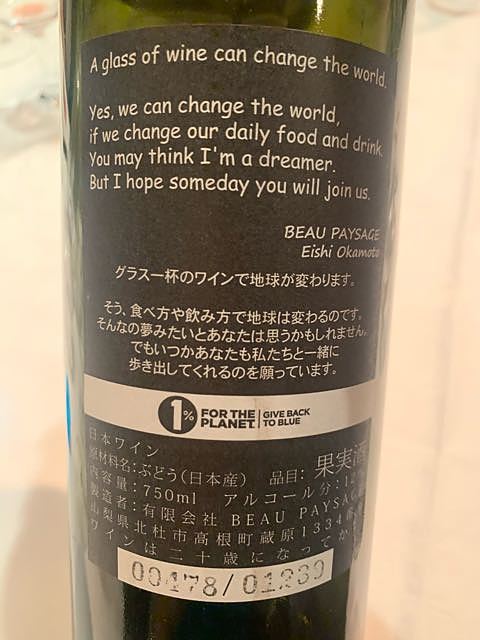 A glass of wine can change the world.
Yes, we can change the world,
if we change our daily food and drink.
You may think I'm a dreamer.
But I hope someday you will join us.
BEAU PAYSAGE
Eishi Okamoto
グラス一杯のワインで地球が変わります。
そう、食べ方や飲み方で地球は変わるのです。
そんなの夢みたいとあなたは思うかもしれません。
でもいつかあなたも私たちと一緒に
歩き出してくれるのを願っています。
1% FOR THE PLANET. GIVE BACK TO BLUE
日本ワイン
原材料名:ぶどう(日本産) 品目: 果実酒
内容量:750ml アルコール分:
製造者:有限会社 BEAU PAYSAG
山梨県北杜市高根町蔵原1334
ワインは二十歳になってか
00478/01239